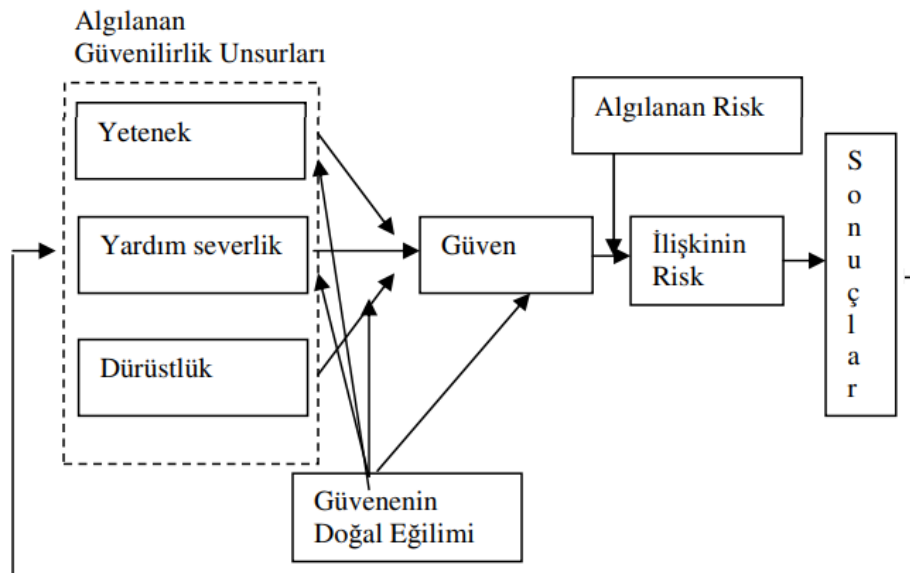 Algılanan
Güvenilirlik Unsurları
Yetenek
Yardım severlik
Dürüstlük
Güvenenin
Doğal Eğilimi
Güven
Algılanan Risk
İlişkinin
Risk
S
o
n
u
ç
l
a
r